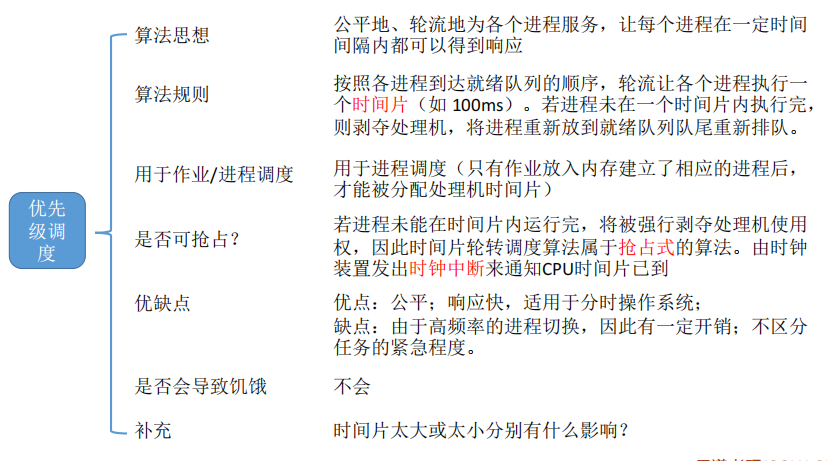 优先
级调
度
算法思想
公平地、轮流地为各个进程服务，让每个进程在一定时间
间隔内都可以得到响应
算法规则
按照各进程到达就绪队列的顺序，轮流让各个进程执行一
个时间片（如 100ms）。若进程未在一个时间片内执行完，
则剥夺处理机，将进程重新放到就绪队列队尾重新排队。
用于作业/进程调度
用于进程调度（只有作业放入内存建立了相应的进程后，
才能被分配处理机时间片）
是否可抢占？
若进程未能在时间片内运行完，将被强行剥夺处理机使用
权，因此时间片轮转调度算法属于抢占式的算法。由时钟
装置发出时钟中断来通知CPU时间片已到
优缺点
优点：公平；响应快，适用于分时操作系统；
缺点：由于高频率的进程切换，因此有一定开销；不区分
任务的紧急程度。
是否会导致饥饿
不会
补充
时间片太大或太小分别有什么影响？